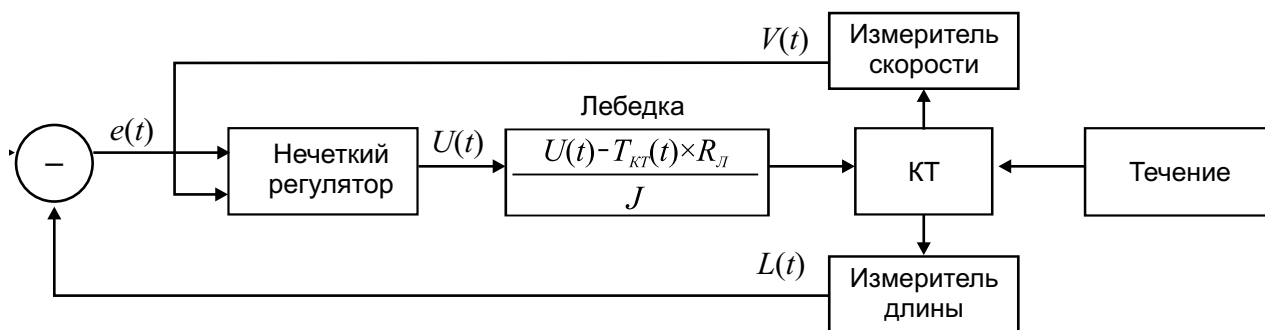 V(t)
Измеритель
скорости
Лебедка
e(t)
–
Нечеткий
регулятор
U(t)
U(t)-T_КТ(t)×R_Л
J
КТ
Течение
L(t)
Измеритель
длины